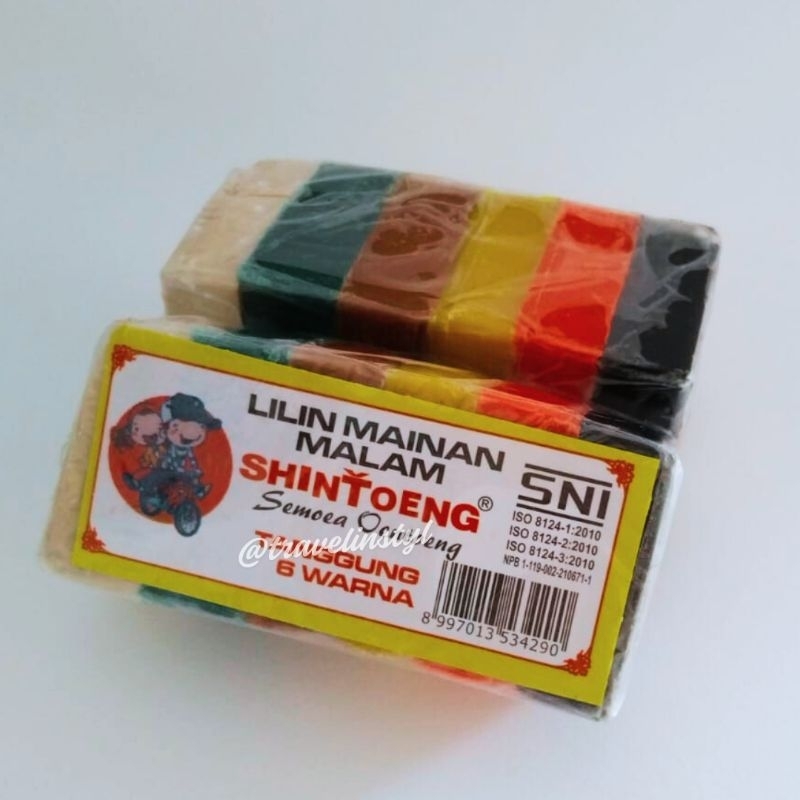 LILIN MAINAN
MALAM
SHINTOENG®
Semoea
@travelinstyl
6 WARNA
SNI
ISO 8124-1:2010
ISO 8124-2:2010
ISO 8124-3:2010
NPB 1-119-002-210671-1
8 997013 534290